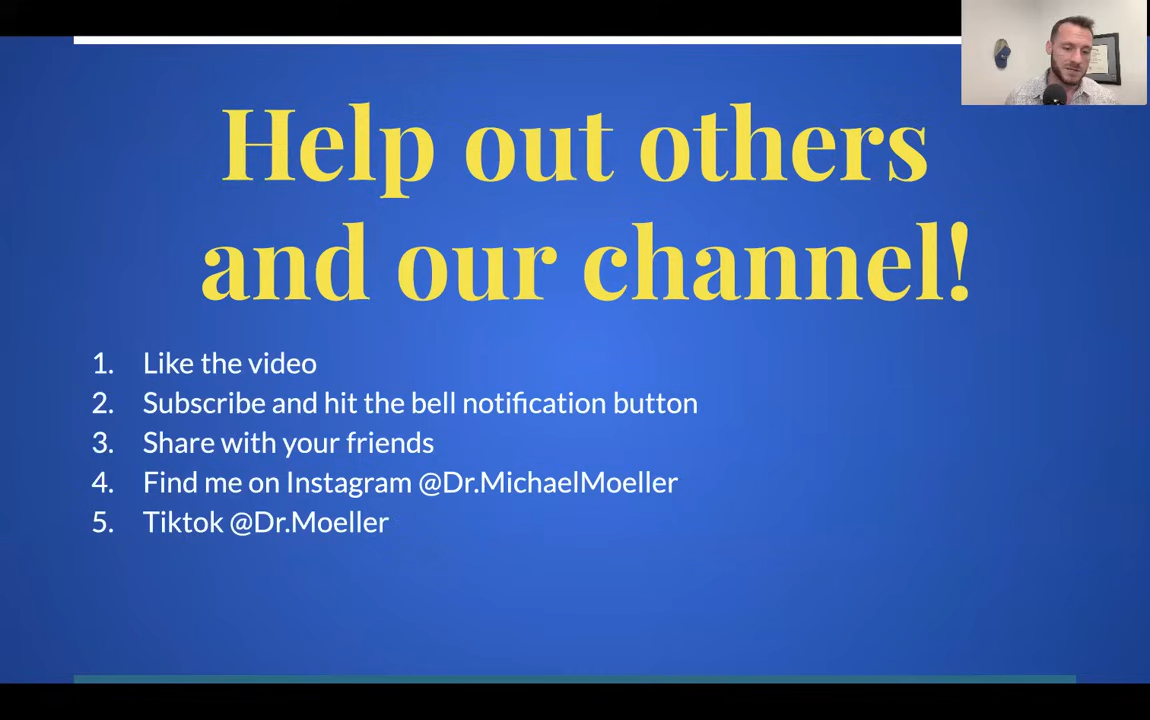 Help out others
and our channel!
1. Like the video
2. Subscribe and hit the bell notification button
3. Share with your friends
4. Find me on Instagram @Dr.MichaelMoeller
5. Tiktok @Dr.Moeller